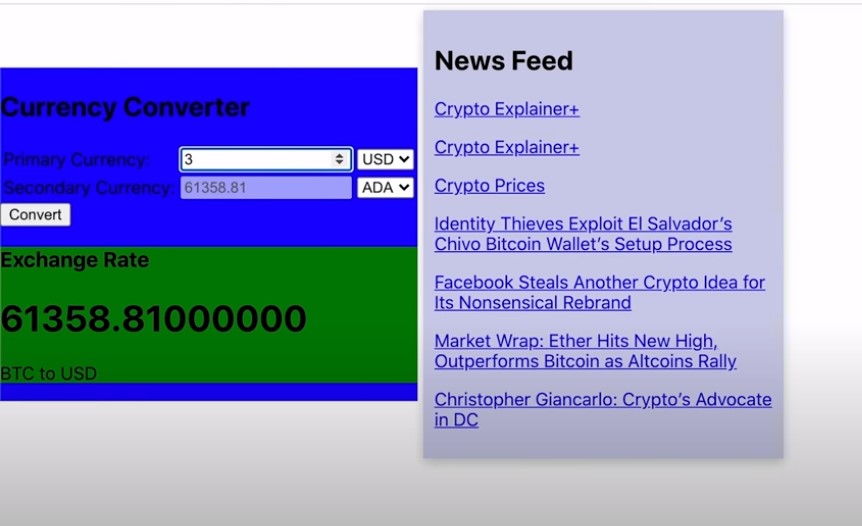 Currency Converter
Primary Currency: 3 USD
Secondary Currency: 61358.81 ADA
Convert
Exchange Rate
61358.81000000
BTC to USD
News Feed
Crypto Explainer+
Crypto Explainer+
Crypto Prices
Identity Thieves Exploit El Salvador’s
Chivo Bitcoin Wallet’s Setup Process
Facebook Steals Another Crypto Idea for
Its Nonsensical Rebrand
Market Wrap: Ether Hits New High,
Outperforms Bitcoin as Altcoins Rally
Christopher Giancarlo: Crypto’s Advocate
in DC